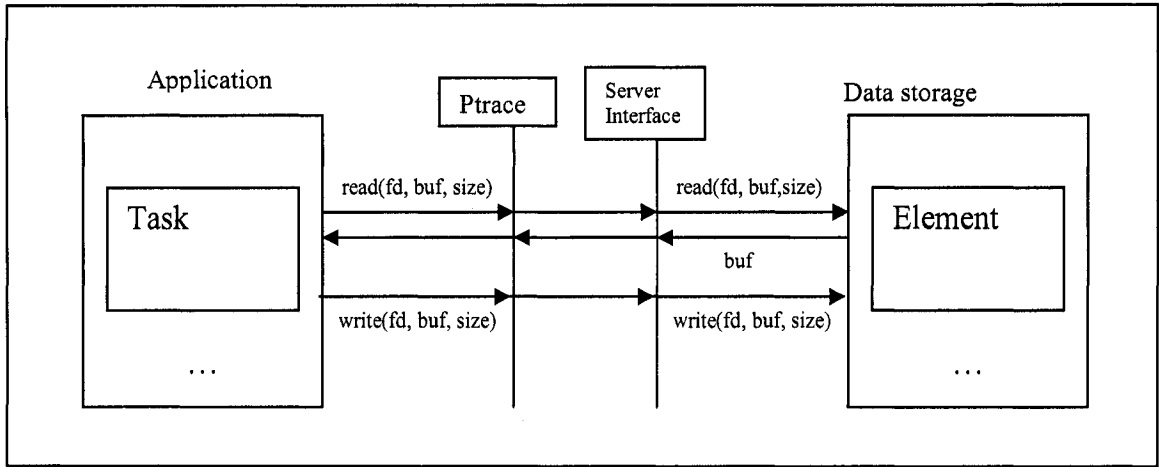 Application
Ptrace
Server
Interface
Data storage
read(fd, buf, size)
read(fd, buf,size)
Task
Element
buf
write(fd, buf, size)
write(fd, buf, size)
...
...